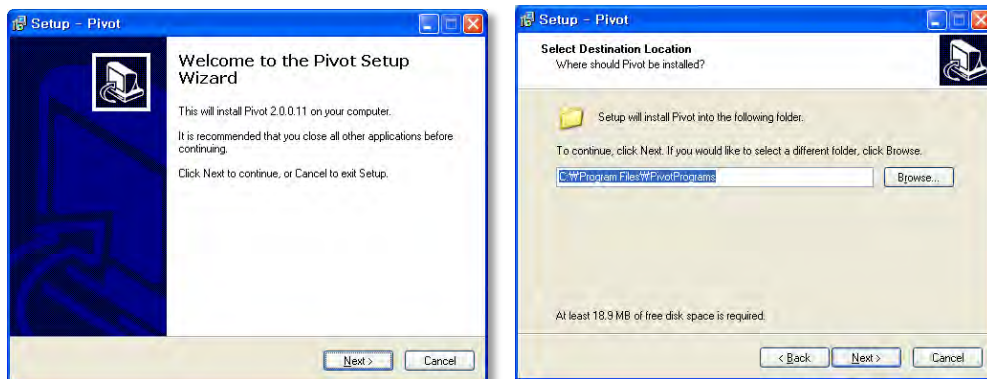 Setup - Pivot
Welcome to the Pivot Setup
Wizard
This will install Pivot 2.0.0.11 on your computer.
It is recommended that you close all other applications before
continuing.
Click Next to continue, or Cancel to exit Setup.
Next >
Cancel
Setup - Pivot
Select Destination Location
Where should Pivot be installed?
Setup will install Pivot into the following folder.
To continue, click Next. If you would like to select a different folder, click Browse.
C:₩Program Files₩PivotPrograms
Browse...
At least 18.9 MB of free disk space is required.
< Back
Next >
Cancel